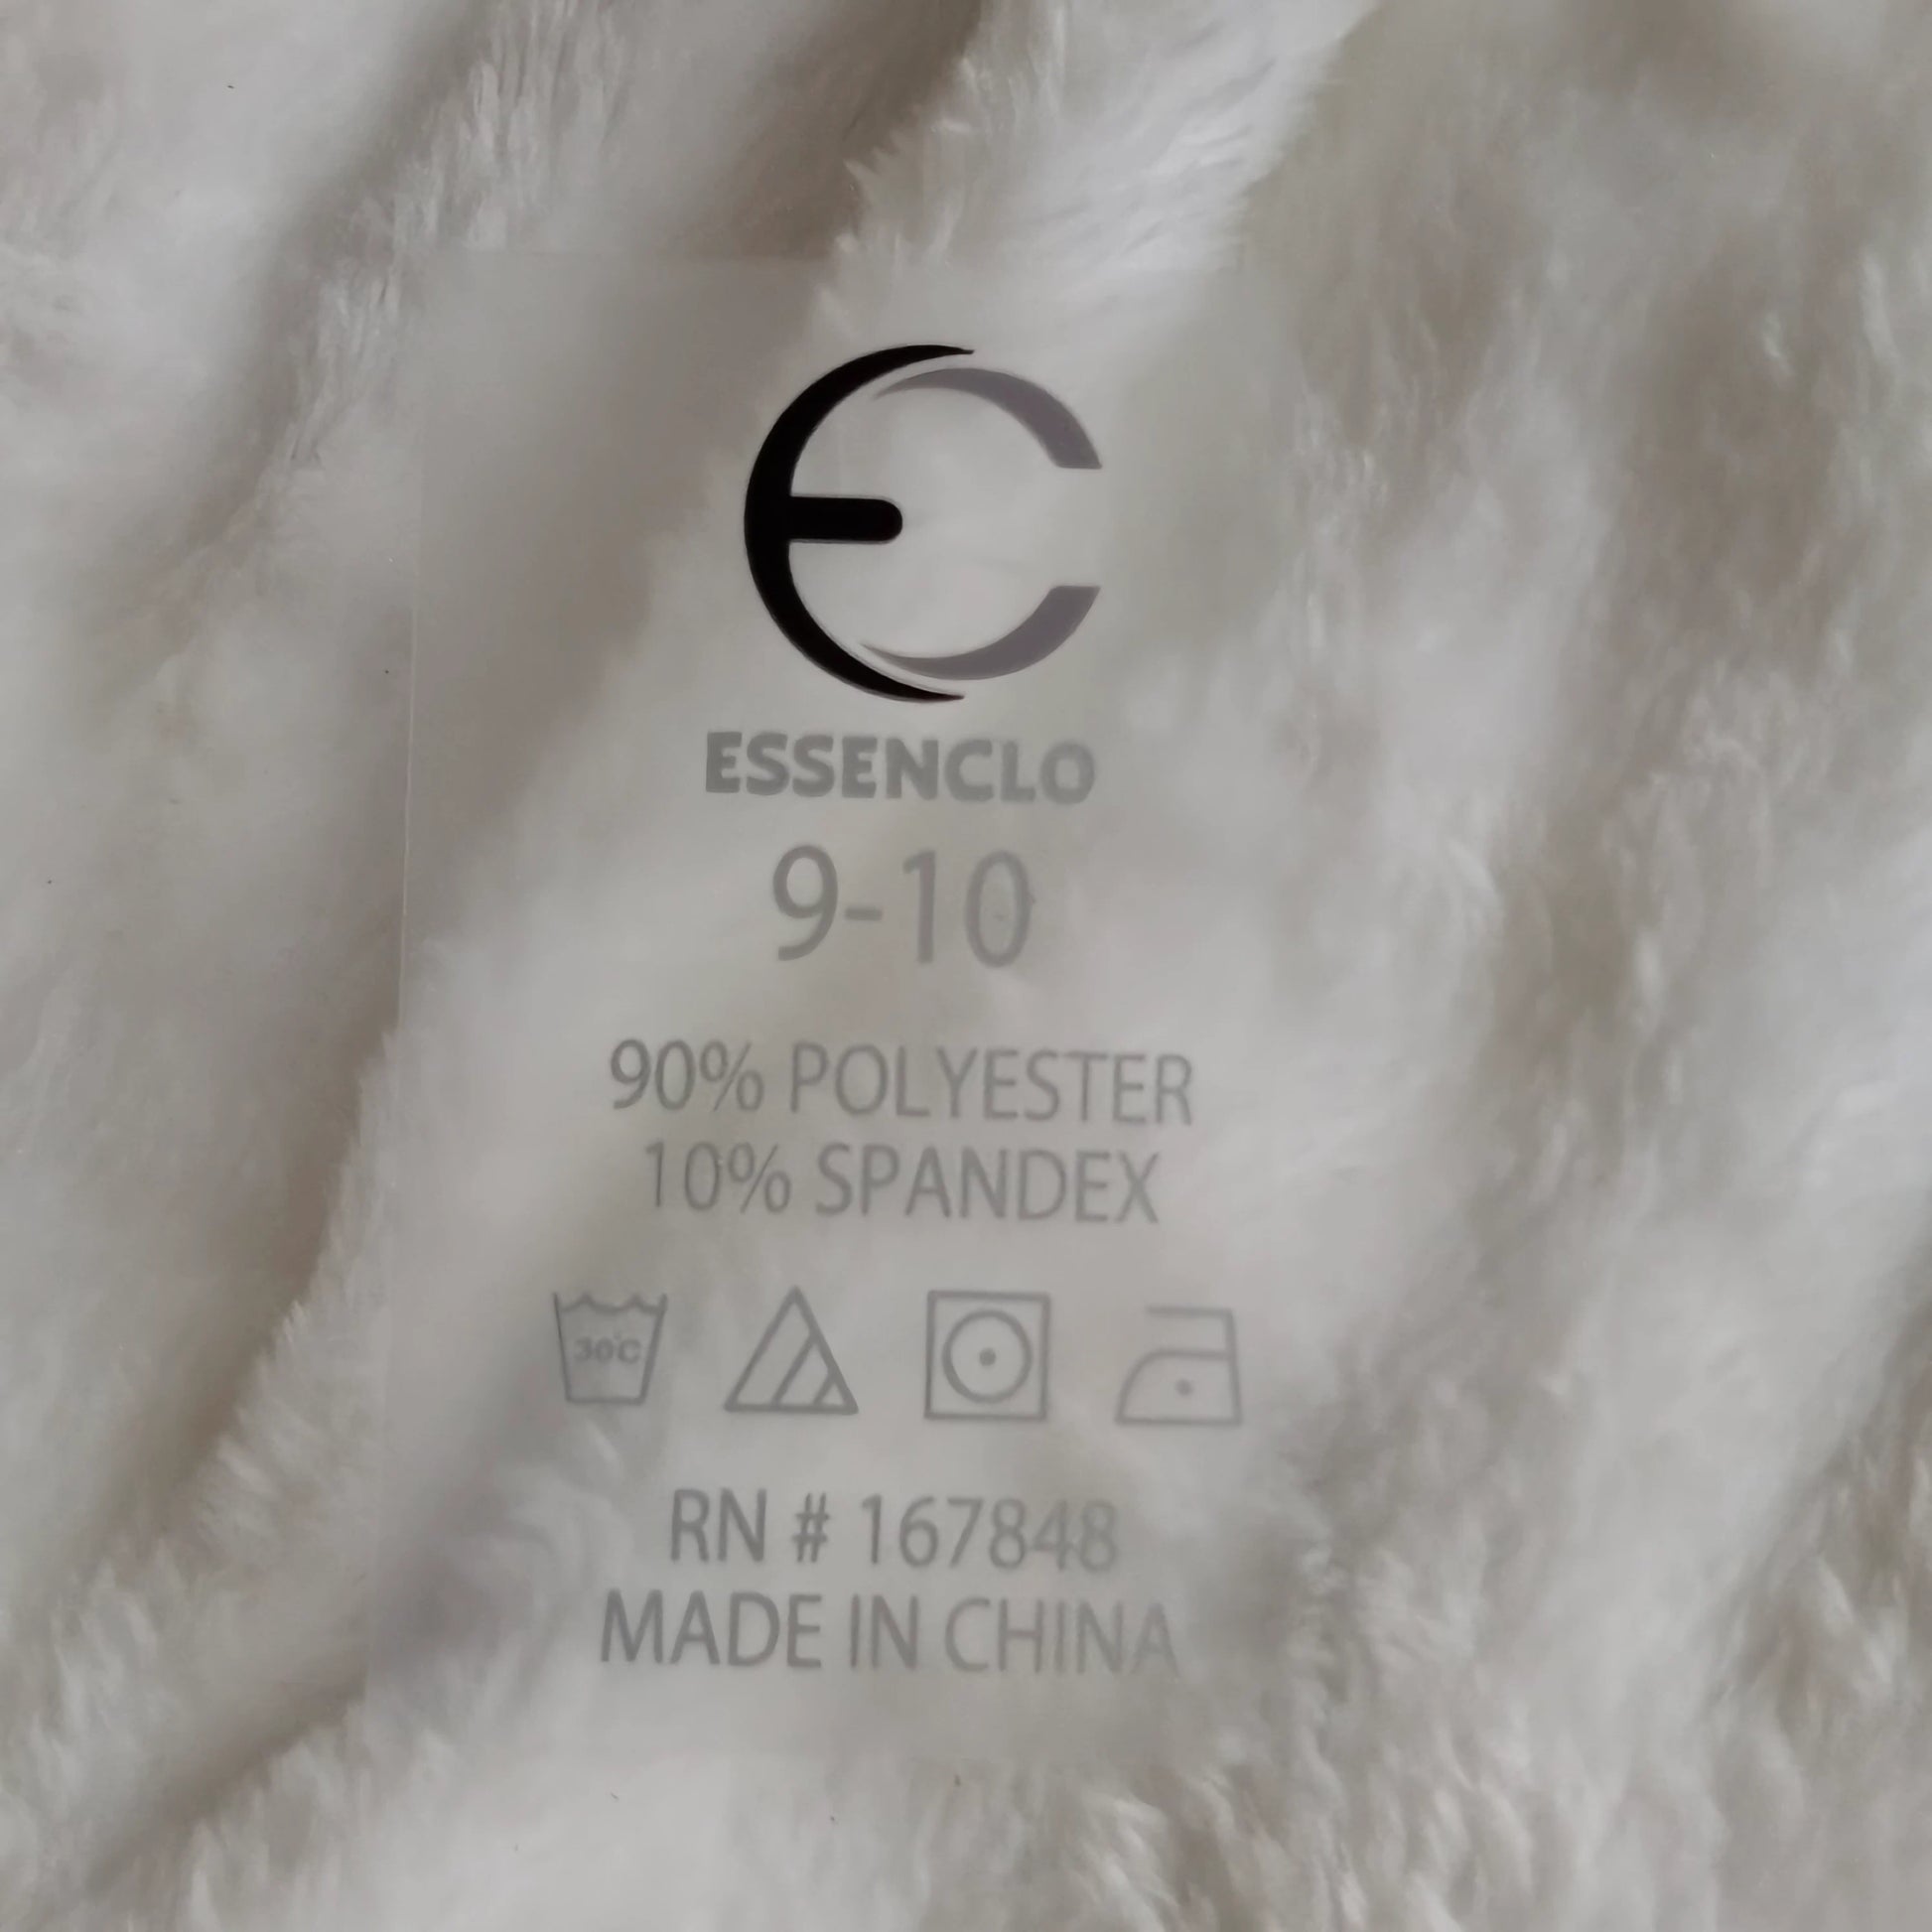 ESSENCLO
9-10
90% POLYESTER
10% SPANDEX
30°C
RN # 167848
MADE IN CHINA